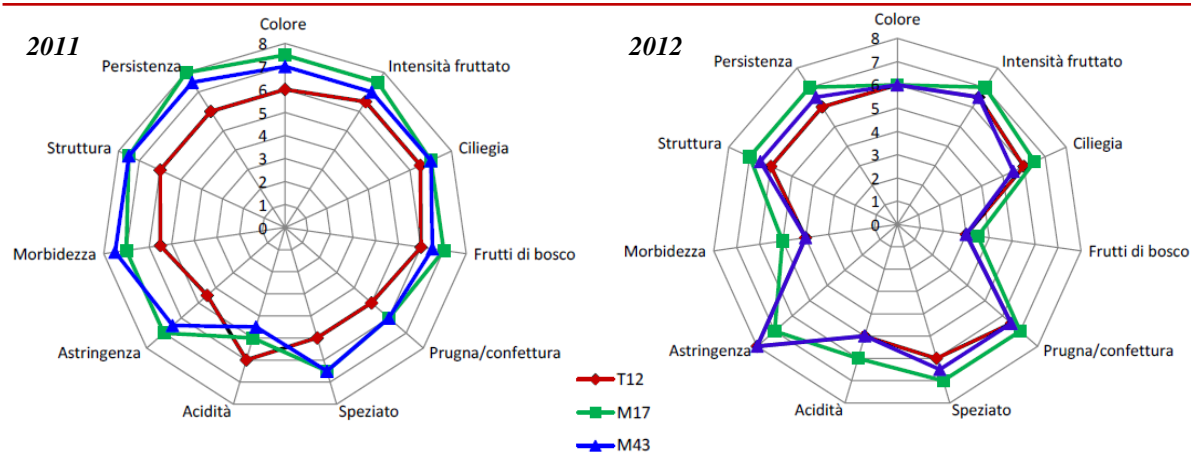 2011
Colore
Intensità fruttato
Ciliegia
Frutti di bosco
Prugna/confettura
Speziato
Acidità
Astringenza
Morbidezza
Struttura
Persistenza
8
7
6
5
4
3
2
1
0
2012
Colore
Intensità fruttato
Ciliegia
Frutti di bosco
Prugna/confettura
Speziato
Acidità
Astringenza
Morbidezza
Struttura
Persistenza
8
7
6
5
4
3
2
1
0
T12
M17
M43